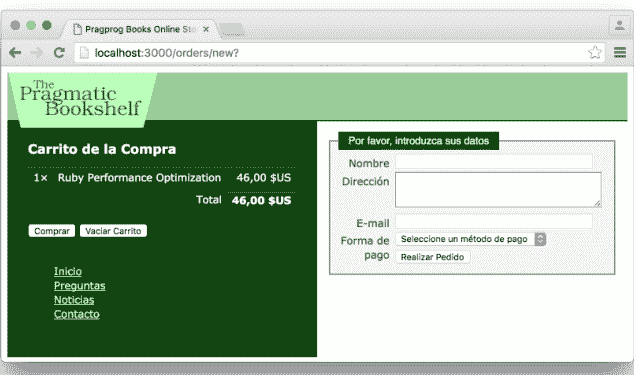 Pragprog Books Online Sto
localhost:3000/orders/new?
The
Pragmatic
Bookshelf
Carrito de la Compra
1× Ruby Performance Optimization 46,00 $US
Total 46,00 $US
Comprar Vaciar Carrito
Inicio
Preguntas
Noticias
Contacto
Por favor, introduzca sus datos
Nombre
Dirección
E-mail
Forma de pago Seleccione un método de pago
Realizar Pedido